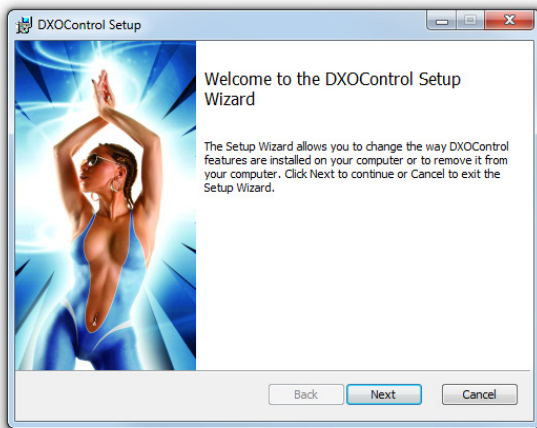 DXOControl Setup
Welcome to the DXOControl Setup
Wizard
The Setup Wizard allows you to change the way DXOControl
features are installed on your computer or to remove it from
your computer. Click Next to continue or Cancel to exit the
Setup Wizard.
Back Next Cancel